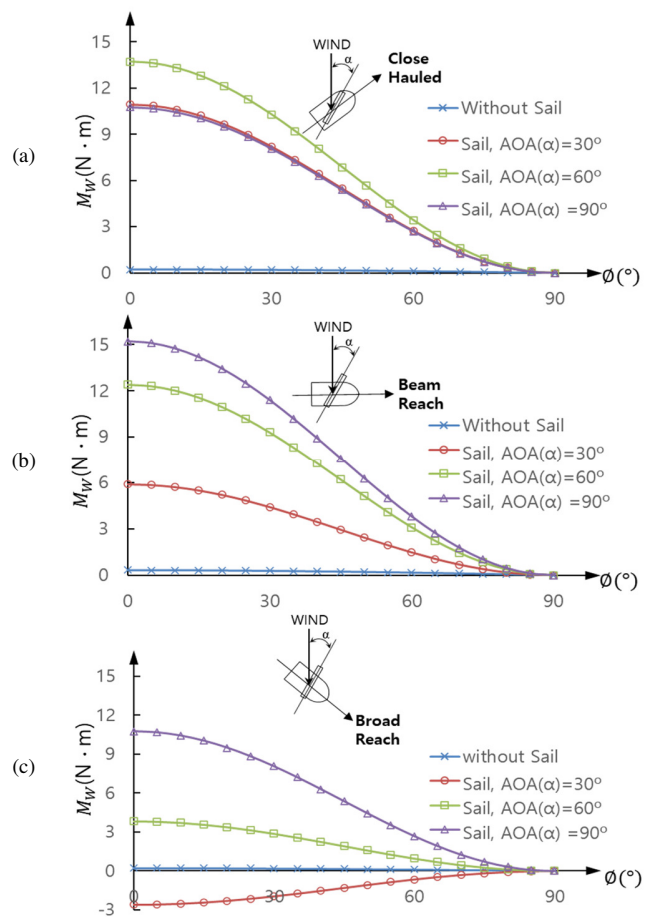 (a)
M_W(N · m)
15
12
9
6
3
0
0
30
60
90
Ø(°)
WIND
α
Close
Hauled
Without Sail
Sail, AOA(α)=30°
Sail, AOA(α)=60°
Sail, AOA(α) =90°
(b)
M_W(N · m)
15
12
9
6
3
0
0
30
60
90
Ø(°)
WIND
α
Beam
Reach
Without Sail
Sail, AOA(α)=30°
Sail, AOA(α)=60°
Sail, AOA(α) =90°
(c)
M_W(N · m)
15
12
9
6
3
0
-3
0
30
60
90
Ø(°)
WIND
α
Broad
Reach
without Sail
Sail, AOA(α)=30°
Sail, AOA(α)=60°
Sail, AOA(α) =90°